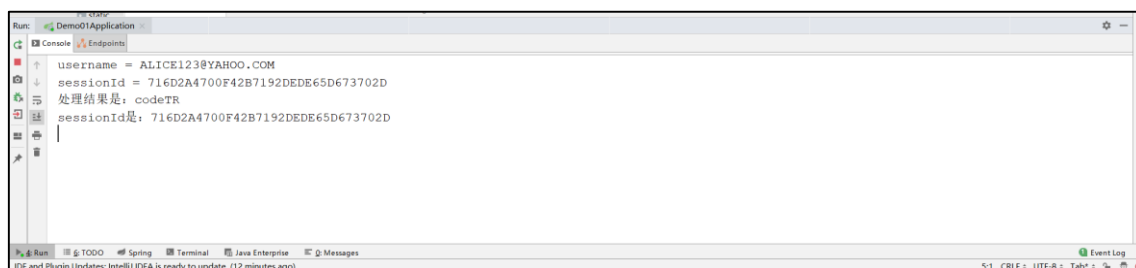 static
Run: Demo01Application
Console Endpoints
username = ALICE123@YAHOO.COM
sessionId = 716D2A4700F42B7192DEDE65D673702D
处理结果是: codeTR
sessionId是: 716D2A4700F42B7192DEDE65D673702D
4: Run 6: TODO Spring Terminal Java Enterprise 0: Messages Event Log
IDE and Plugin Updates: IntelliJ IDEA is ready to update. (12 minutes ago) 5:1 CRLF: UTF-8: Tab*: